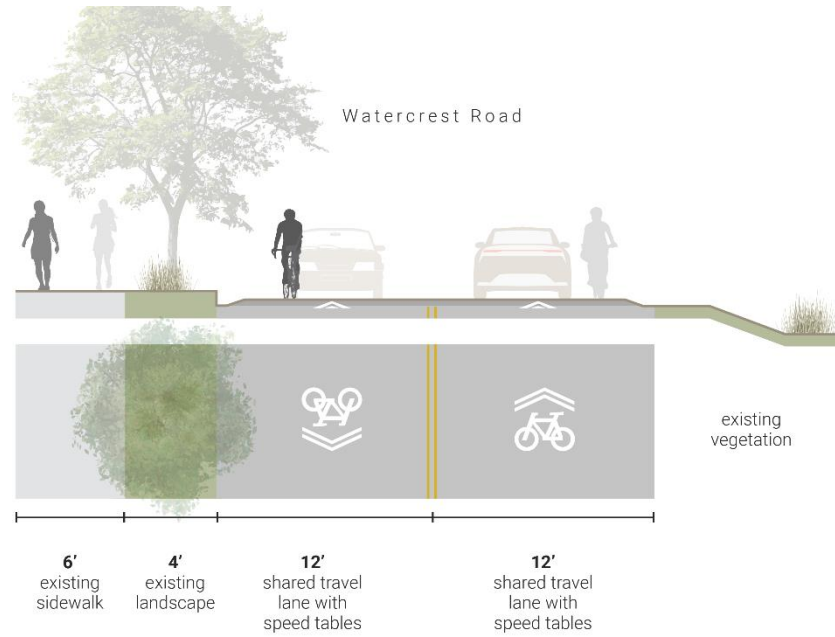 Watercrest Road
existing
vegetation
6’
existing
sidewalk
4’
existing
landscape
12’
shared travel
lane with
speed tables
12’
shared travel
lane with
speed tables